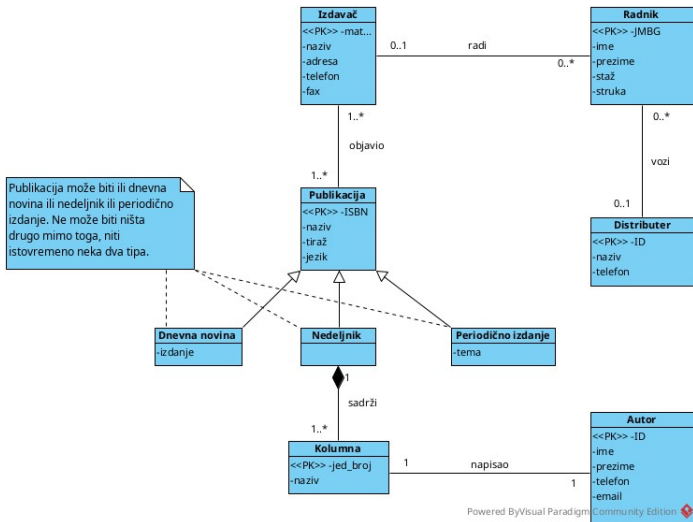 Izdavač
<<PK>> -mat...
-naziv
-adresa
-telefon
-fax
0..1
radi
0..*
Radnik
<<PK>> -JMBG
-ime
-prezime
-staž
-struka
1..*
objavio
1..*
0..*
vozi
0..1
Publikacija može biti ili dnevna
novina ili nedeljnik ili periodično
izdanje. Ne može biti ništa
drugo mimo toga, niti
istovremeno neka dva tipa.
Publikacija
<<PK>> -ISBN
-naziv
-tiraž
-jezik
Distributer
<<PK>> -ID
-naziv
-telefon
Dnevna novina
-izdanje
Nedeljnik
Periodično izdanje
-tema
1
sadrži
1..*
Kolumna
<<PK>> -jed_broj
-naziv
1
napisao
1
Autor
<<PK>> -ID
-ime
-prezime
-telefon
-email
Powered ByVisual Paradigm Community Edition